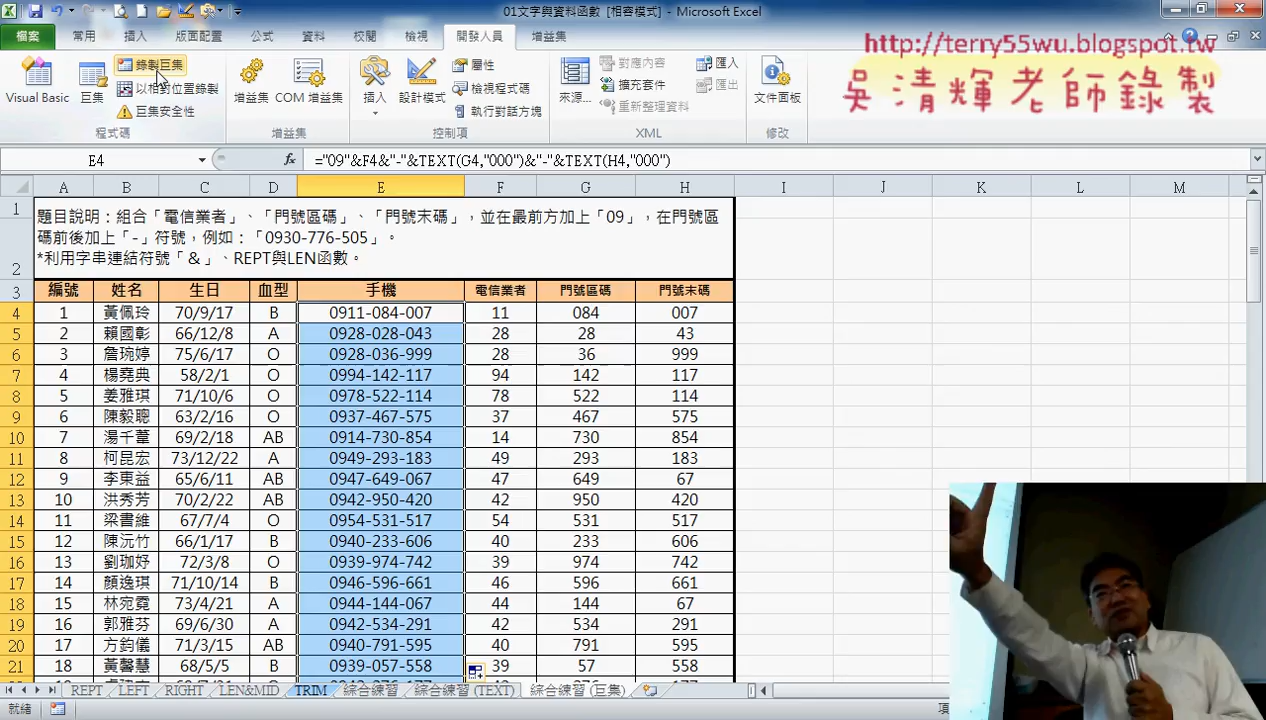 01文字與資料函數 [相容模式] - Microsoft Excel
檔案 常用 插入 版面配置 公式 資料 校閱 檢視 開發人員 增益集
http://terry55wu.blogspot.tw
吳清輝老師錄製
Visual Basic 巨集 錄製巨集 以相對位置錄製 巨集安全性
增益集 COM 增益集 插入 設計模式 屬性 檢視程式碼 執行對話方塊
來源... 對應內容 擴充套件 重新整理資料 匯入 匯出 文件面板
程式碼 增益集 控制項 XML 修改
E4 fx ="09"&F4&"-"&TEXT(G4,"000")&"-"&TEXT(H4,"000")
A B C D E F G H I J K L M
1 題目說明：組合「電信業者」、「門號區碼」、「門號末碼」，並在最前方加上「09」，在門號區
碼前後加上「-」符號，例如：「0930-776-505」。
2 *利用字串連結符號「＆」、REPT與LEN函數。
3 編號 姓名 生日 血型 手機 電信業者 門號區碼 門號末碼
4 1 黃佩玲 70/9/17 B 0911-084-007 11 084 007
5 2 賴國彰 66/12/8 A 0928-028-043 28 28 43
6 3 詹琬婷 75/6/17 O 0928-036-999 28 36 999
7 4 楊堯典 58/2/1 O 0994-142-117 94 142 117
8 5 姜雅琪 71/10/6 O 0978-522-114 78 522 114
9 6 陳毅聰 63/2/16 O 0937-467-575 37 467 575
10 7 湯千葦 69/2/18 AB 0914-730-854 14 730 854
11 8 柯昆宏 73/12/22 A 0949-293-183 49 293 183
12 9 李東益 65/6/11 AB 0947-649-067 47 649 67
13 10 洪秀芳 70/2/22 AB 0942-950-420 42 950 420
14 11 梁書維 67/7/4 O 0954-531-517 54 531 517
15 12 陳沅竹 66/1/17 B 0940-233-606 40 233 606
16 13 劉珈妤 72/3/8 O 0939-974-742 39 974 742
17 14 顏逸琪 71/10/14 B 0946-596-661 46 596 661
18 15 林宛霓 73/4/21 A 0944-144-067 44 144 67
19 16 郭雅芬 69/6/30 A 0942-534-291 42 534 291
20 17 方鈞儀 71/3/15 AB 0940-791-595 40 791 595
21 18 黃馨慧 68/5/5 B 0939-057-558 39 57 558
REPT LEFT RIGHT LEN&MID TRIM 綜合練習 綜合練習 (TEXT) 綜合練習 (巨集)
就緒